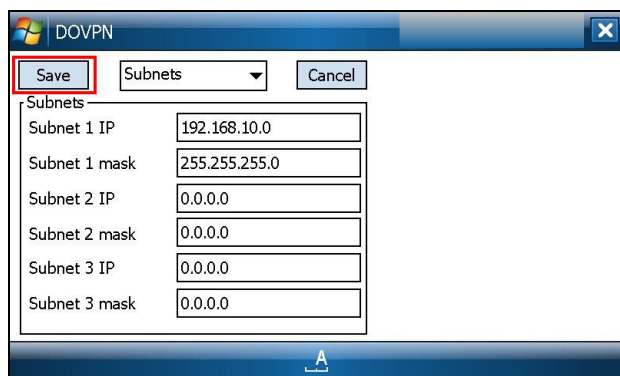 DOVPN
Save Subnets Cancel
Subnets
Subnet 1 IP 192.168.10.0
Subnet 1 mask 255.255.255.0
Subnet 2 IP 0.0.0.0
Subnet 2 mask 0.0.0.0
Subnet 3 IP 0.0.0.0
Subnet 3 mask 0.0.0.0
A